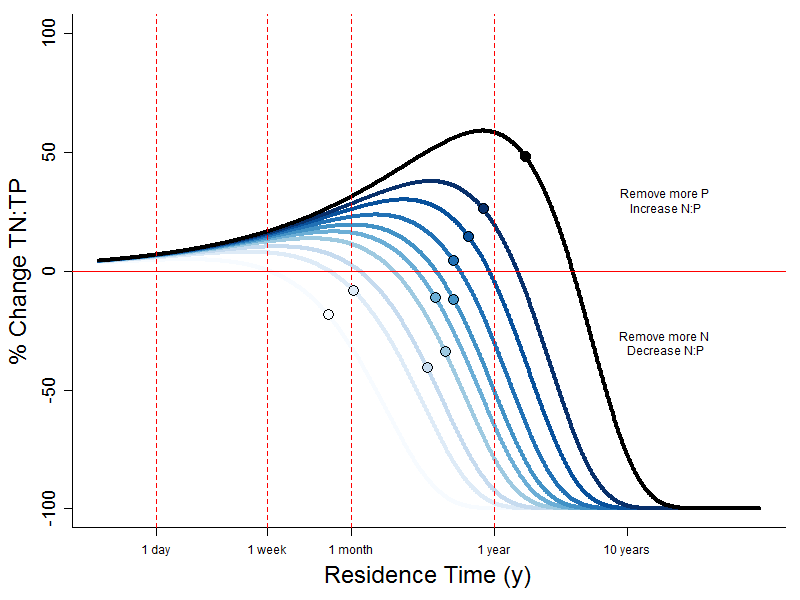 % Change TN:TP
100
50
0
-50
-100
Remove more P
Increase N:P
Remove more N
Decrease N:P
1 day
1 week
1 month
1 year
10 years
Residence Time (y)